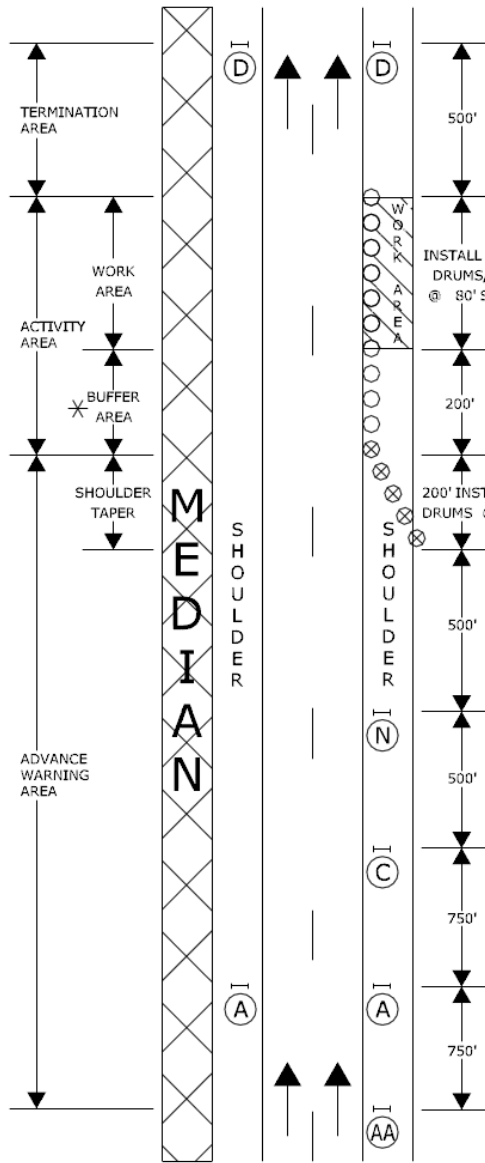 D
D
TERMINATION
AREA
500'
WORK AREA
INSTALL
DRUMS,
@ 80' S
WORK
AREA
ACTIVITY
AREA
BUFFER
AREA
200'
SHOULDER
TAPER
200' INST
DRUMS
MEDIAN
SHOULDER
SHOULDER
500'
N
ADVANCE
WARNING
AREA
500'
C
750'
A
A
750'
AA